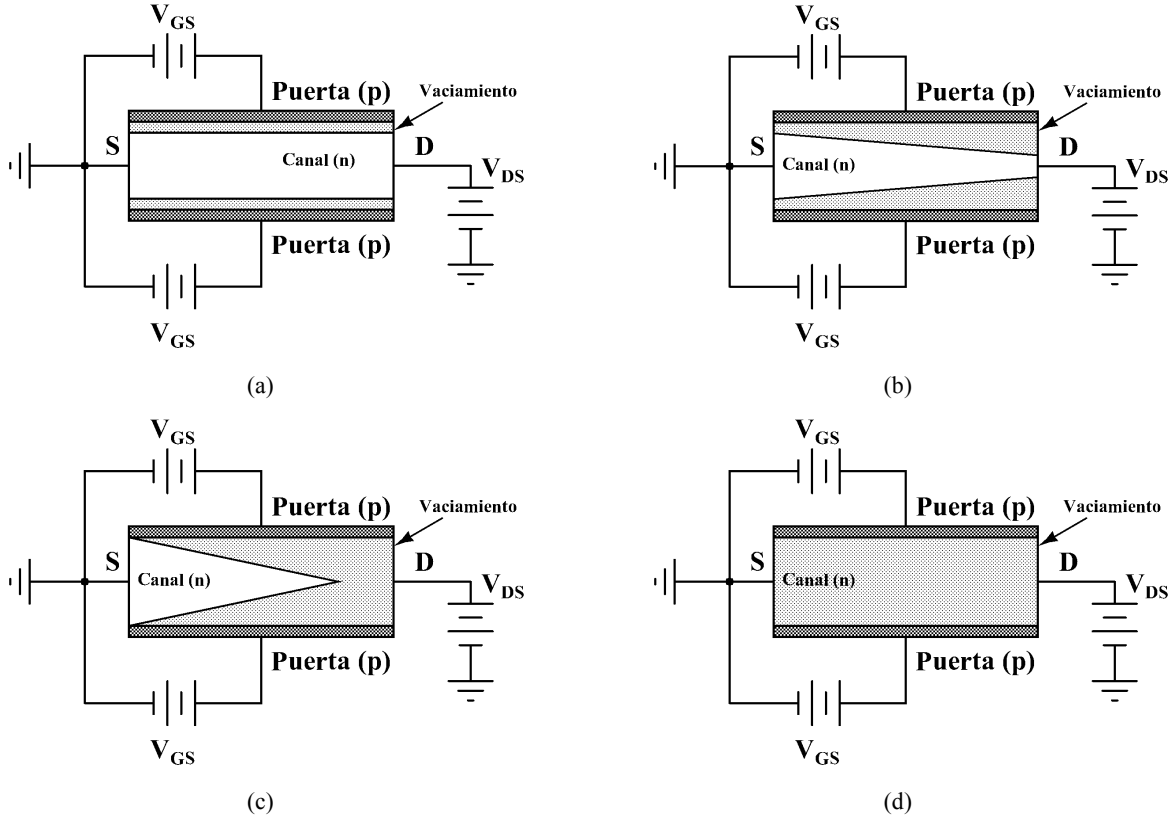 V_GS
Puerta (p)
Vaciamiento
S
Canal (n)
D
V_DS
Puerta (p)
V_GS
(a)
V_GS
Puerta (p)
Vaciamiento
S
Canal (n)
D
V_DS
Puerta (p)
V_GS
(b)
V_GS
Puerta (p)
Vaciamiento
S
Canal (n)
D
V_DS
Puerta (p)
V_GS
(c)
V_GS
Puerta (p)
Vaciamiento
S
Canal (n)
D
V_DS
Puerta (p)
V_GS
(d)